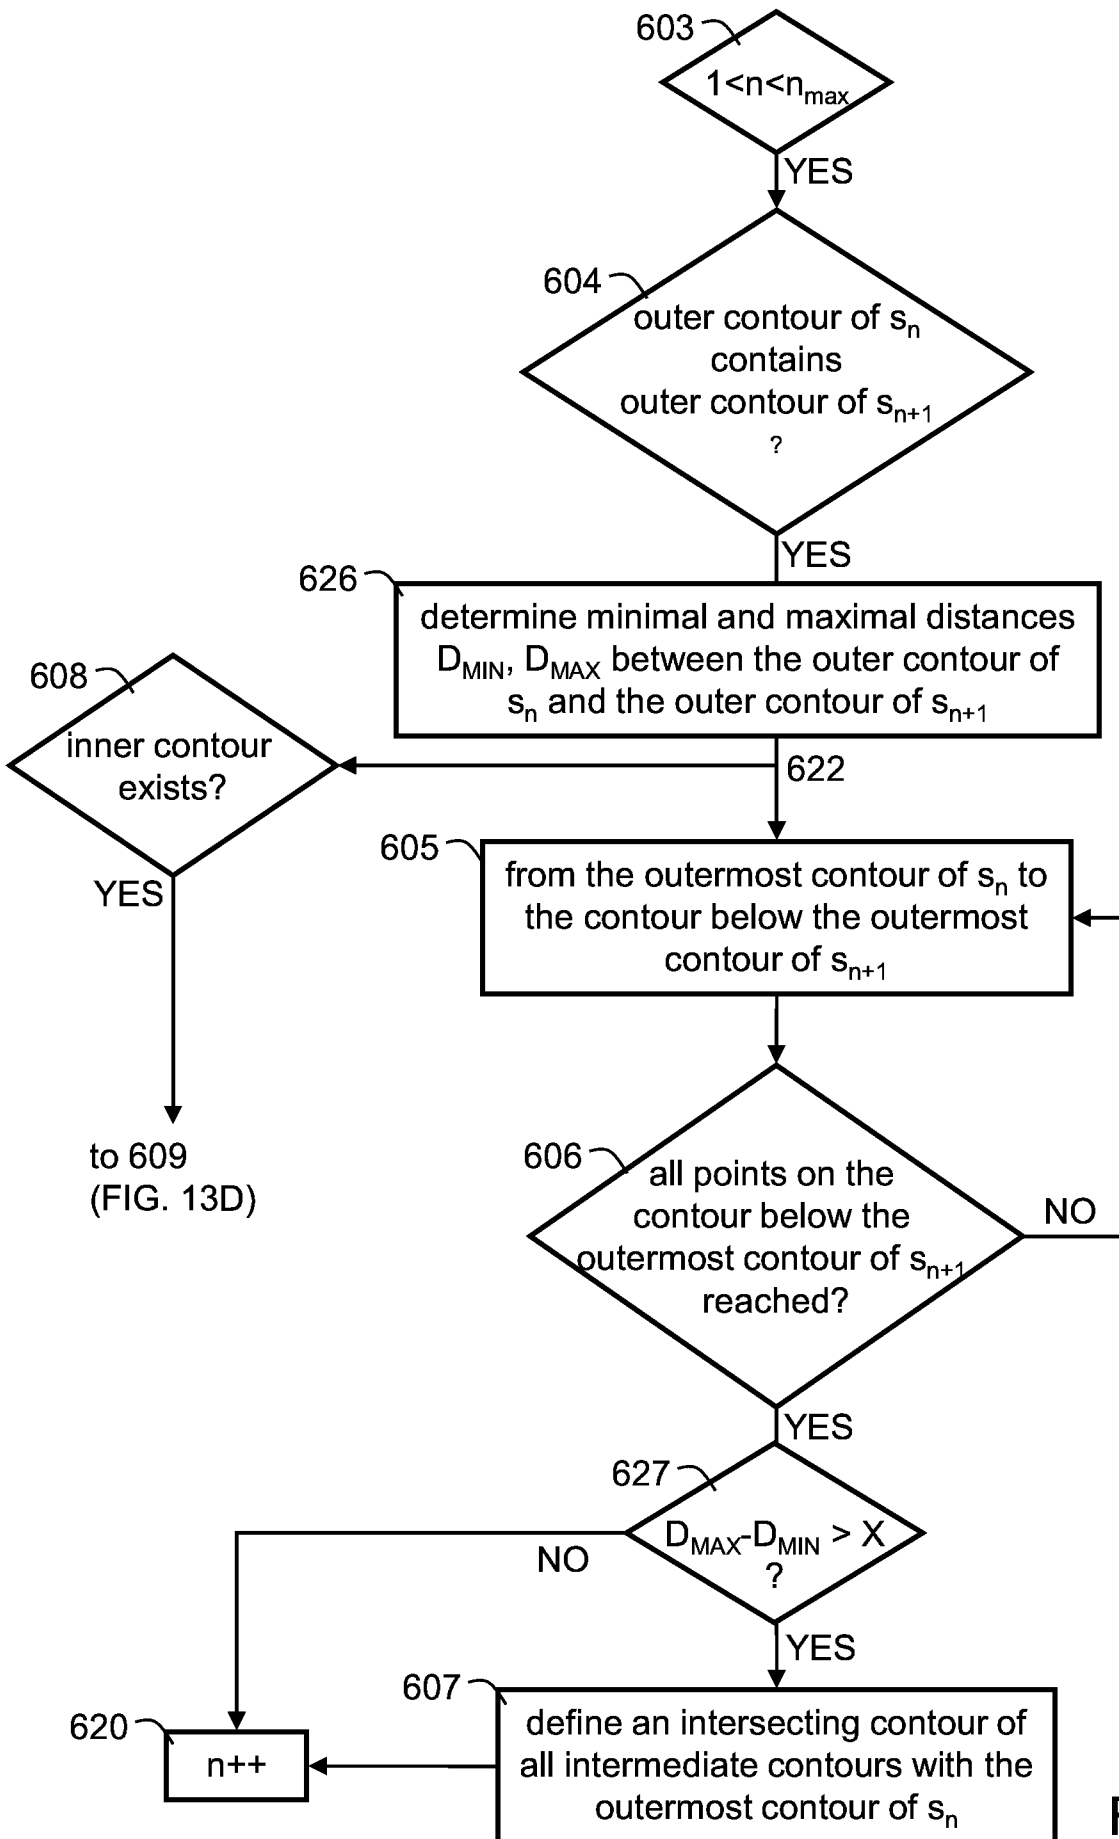 603
1<n<nmax
YES
604
outer contour of sn
contains
outer contour of sn+1
?
YES
626
determine minimal and maximal distances
DMIN, DMAX between the outer contour of
sn and the outer contour of sn+1
608
inner contour
exists?
622
YES
605
from the outermost contour of sn to
the contour below the outermost
contour of sn+1
to 609
(FIG. 13D)
606
all points on the
contour below the
outermost contour of sn+1
reached?
NO
YES
627
DMAX-DMIN > X
?
NO
YES
607
define an intersecting contour of
all intermediate contours with the
outermost contour of sn
620
n++